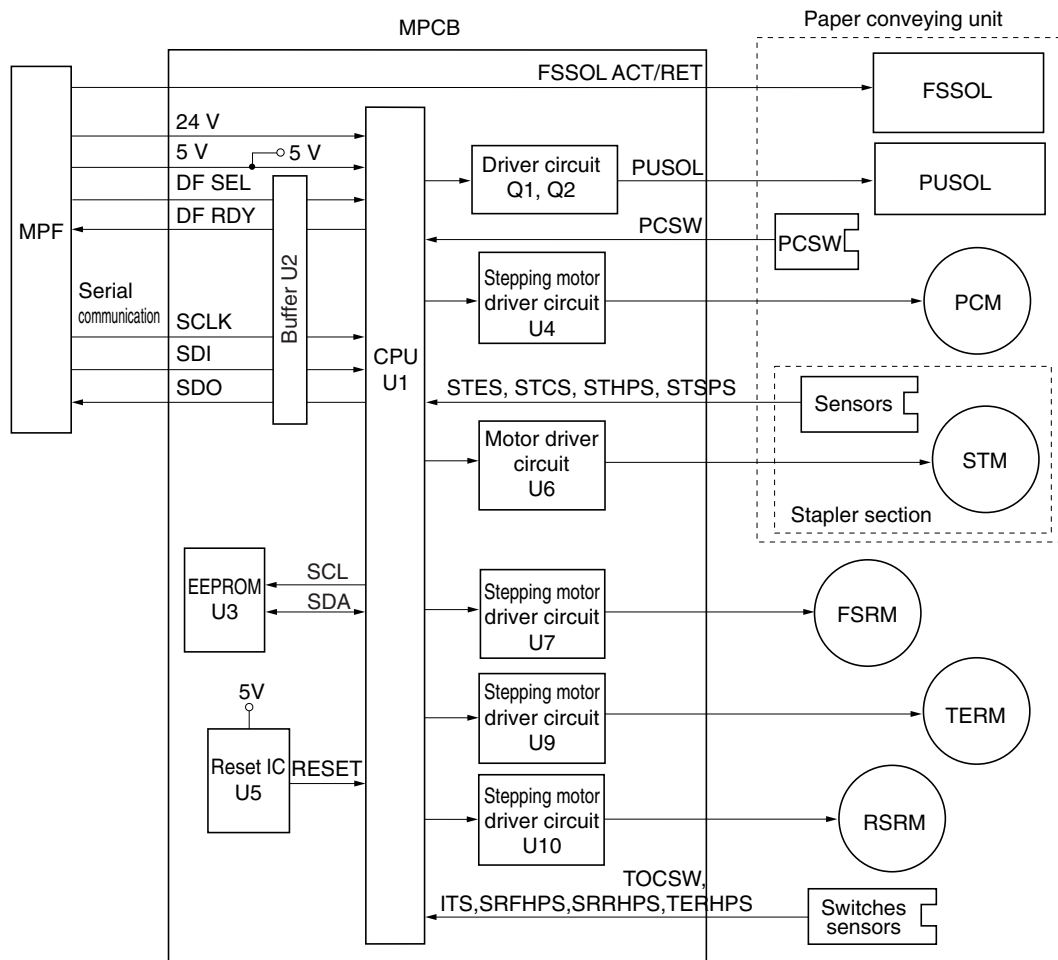 Paper conveying unit
MPCB
FSSOL ACT/RET
FSSOL
24 V
5 V
5 V
Driver circuit
Q1, Q2
PUSOL
PUSOL
DF SEL
DF RDY
MPF
PCSW
PCSW
Buffer U2
Stepping motor
driver circuit
U4
PCM
Serial
communication
SCLK
SDI
SDO
CPU
U1
STES, STCS, STHPS, STSPS
Sensors
Motor driver
circuit
U6
STM
Stapler section
EEPROM
U3
SCL
SDA
Stepping motor
driver circuit
U7
FSRM
5V
Reset IC
U5
RESET
Stepping motor
driver circuit
U9
TERM
Stepping motor
driver circuit
U10
RSRM
TOCSW,
ITS,SRFHPS,SRRHPS,TERHPS
Switches
sensors